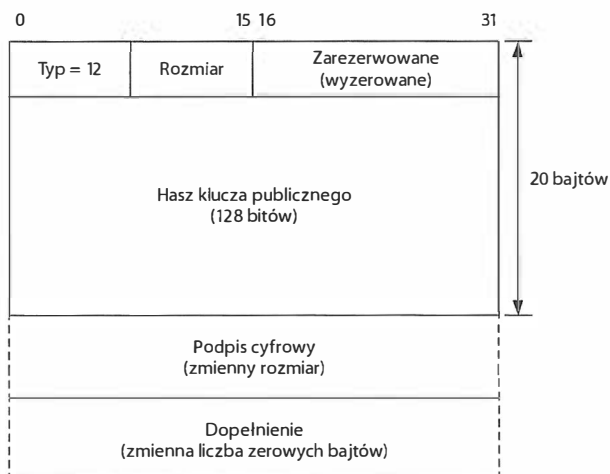 0 15 16 31
Typ = 12 Rozmiar Zarezerwowane
(wyzerowane)
Hasz klucza publicznego
(128 bitów)
20 bajtów
Podpis cyfrowy
(zmienny rozmiar)
Dopełnienie
(zmienna liczba zerowych bajtów)